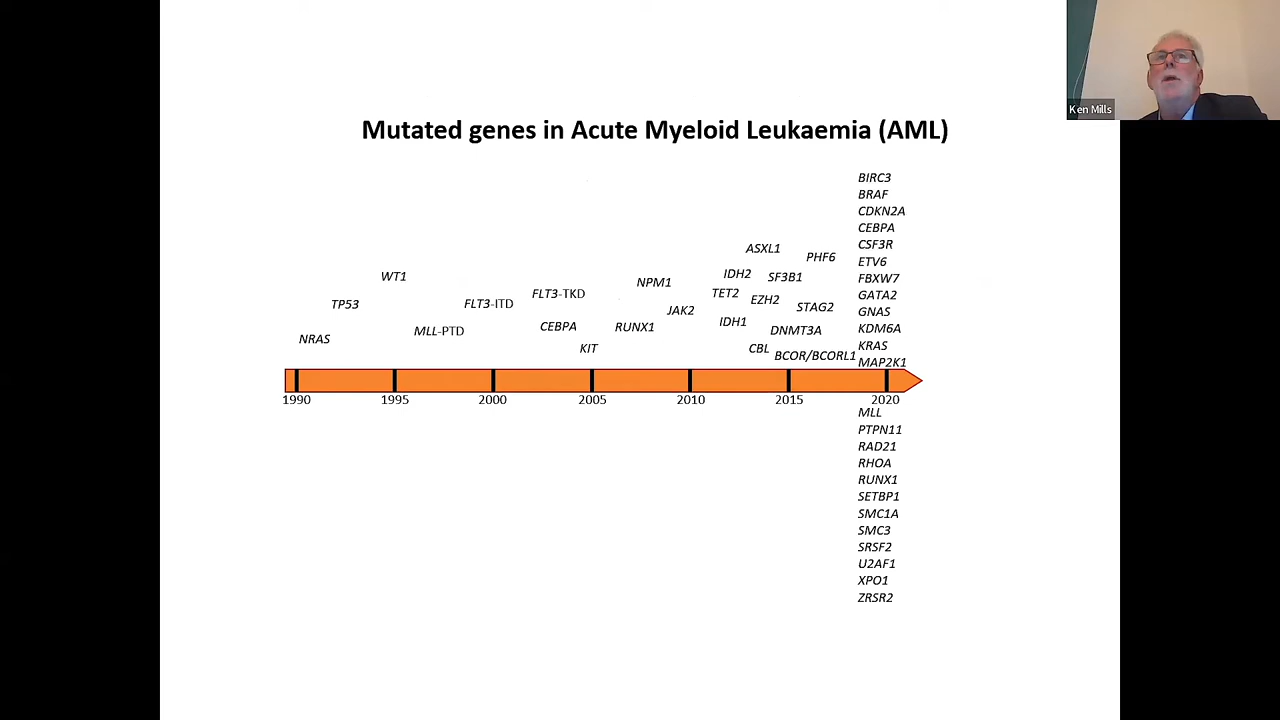 Ken Mills
Mutated genes in Acute Myeloid Leukaemia (AML)
BIRC3
BRAF
CDKN2A
CEBPA
CSF3R
ETV6
FBXW7
GATA2
GNAS
KDM6A
KRAS
MAP2K1
ASXL1
PHF6
WT1
IDH2
SF3B1
NPM1
TP53
FLT3-ITD
FLT3-TKD
TET2
EZH2
JAK2
STAG2
NRAS
MLL-PTD
CEBPA
RUNX1
IDH1
DNMT3A
KIT
CBL
BCOR/BCORL1
1990 1995 2000 2005 2010 2015 2020
MLL
PTPN11
RAD21
RHOA
RUNX1
SETBP1
SMC1A
SMC3
SRSF2
U2AF1
XPO1
ZRSR2